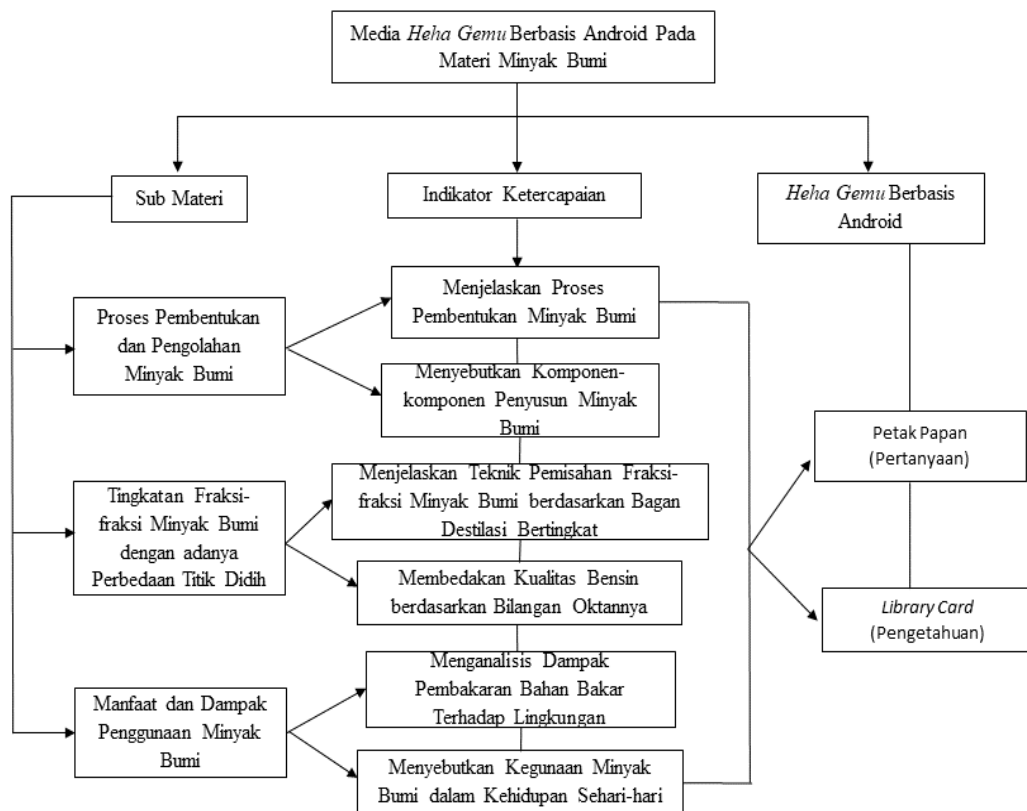 Media Heha Gemu Berbasis Android Pada
Materi Minyak Bumi
Sub Materi
Indikator Ketercapaian
Heha Gemu Berbasis
Android
Proses Pembentukan
dan Pengolahan
Minyak Bumi
Menjelaskan Proses
Pembentukan Minyak Bumi
Menyebutkan Komponen-
komponen Penyusun Minyak
Bumi
Tingkatan Fraksi-
fraksi Minyak Bumi
dengan adanya
Perbedaan Titik Didih
Menjelaskan Teknik Pemisahan Fraksi-
fraksi Minyak Bumi berdasarkan Bagan
Destilasi Bertingkat
Membedakan Kualitas Bensin
berdasarkan Bilangan Oktannya
Manfaat dan Dampak
Penggunaan Minyak
Bumi
Menganalisis Dampak
Pembakaran Bahan Bakar
Terhadap Lingkungan
Menyebutkan Kegunaan Minyak
Bumi dalam Kehidupan Sehari-hari
Petak Papan
(Pertanyaan)
Library Card
(Pengetahuan)